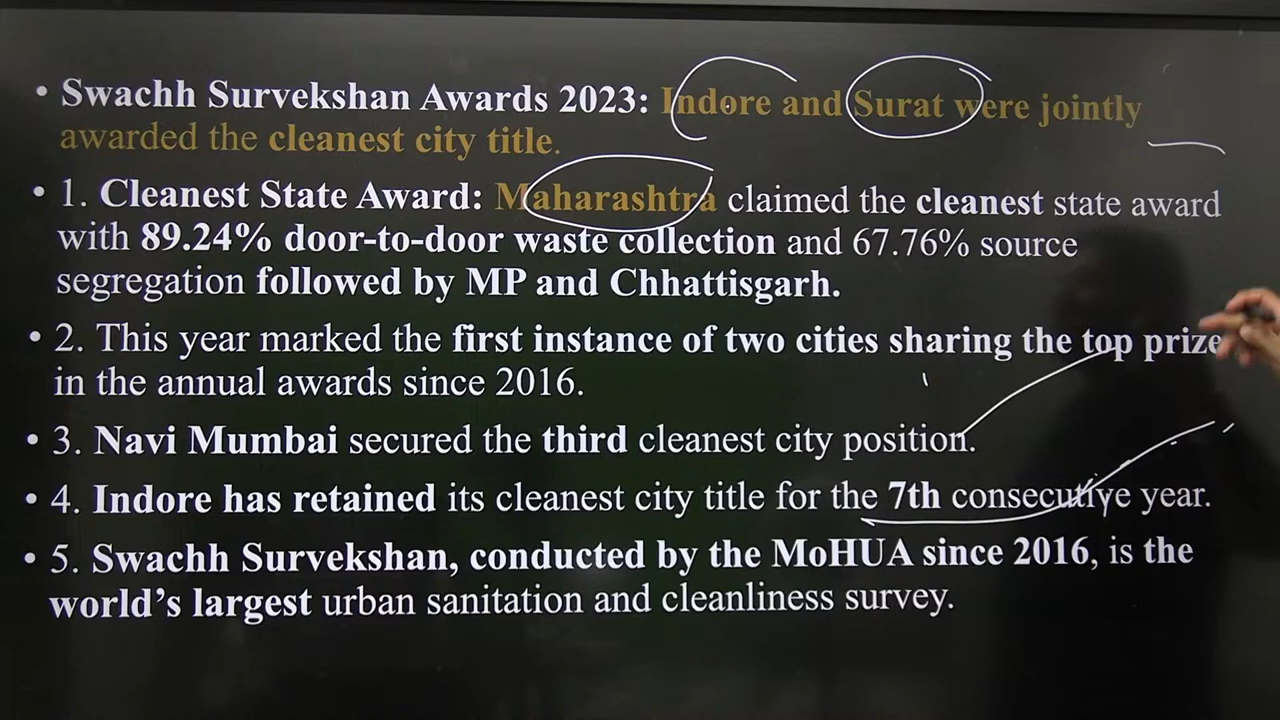 • Swachh Survekshan Awards 2023: Indore and Surat were jointly
awarded the cleanest city title.
• 1. Cleanest State Award: Maharashtra claimed the cleanest state award
with 89.24% door-to-door waste collection and 67.76% source
segregation followed by MP and Chhattisgarh.
• 2. This year marked the first instance of two cities sharing the top prize
in the annual awards since 2016.
• 3. Navi Mumbai secured the third cleanest city position.
• 4. Indore has retained its cleanest city title for the 7th consecutive year.
• 5. Swachh Survekshan, conducted by the MoHUA since 2016, is the
world’s largest urban sanitation and cleanliness survey.